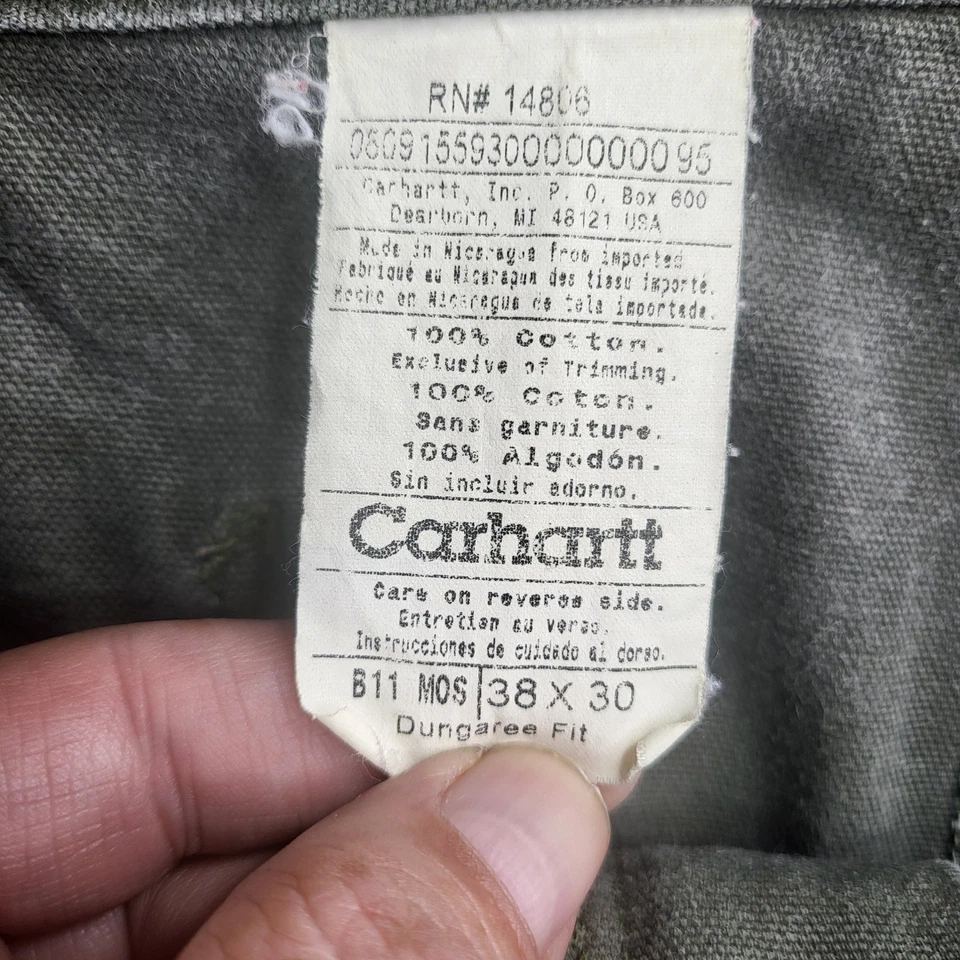 RN# 14806
0609155930000000000 95
Carhartt, Inc. P. O. Box 600
Dearborn, MI 48121 USA
Made in Nicaragua from imported
Fabriqué au Nicaragua des tissu importé.
Hecho en Nicaragua de tela importada.
100% Cotton.
Exclusive of Trimming.
100% Coton.
Sans garniture.
100% Algodón.
Sin incluir adorno.
Carhartt
Care on reverse side.
Entretien au verso.
Instrucciones de cuidado al dorso.
B11 MOS 38 X 30
Dungaree Fit